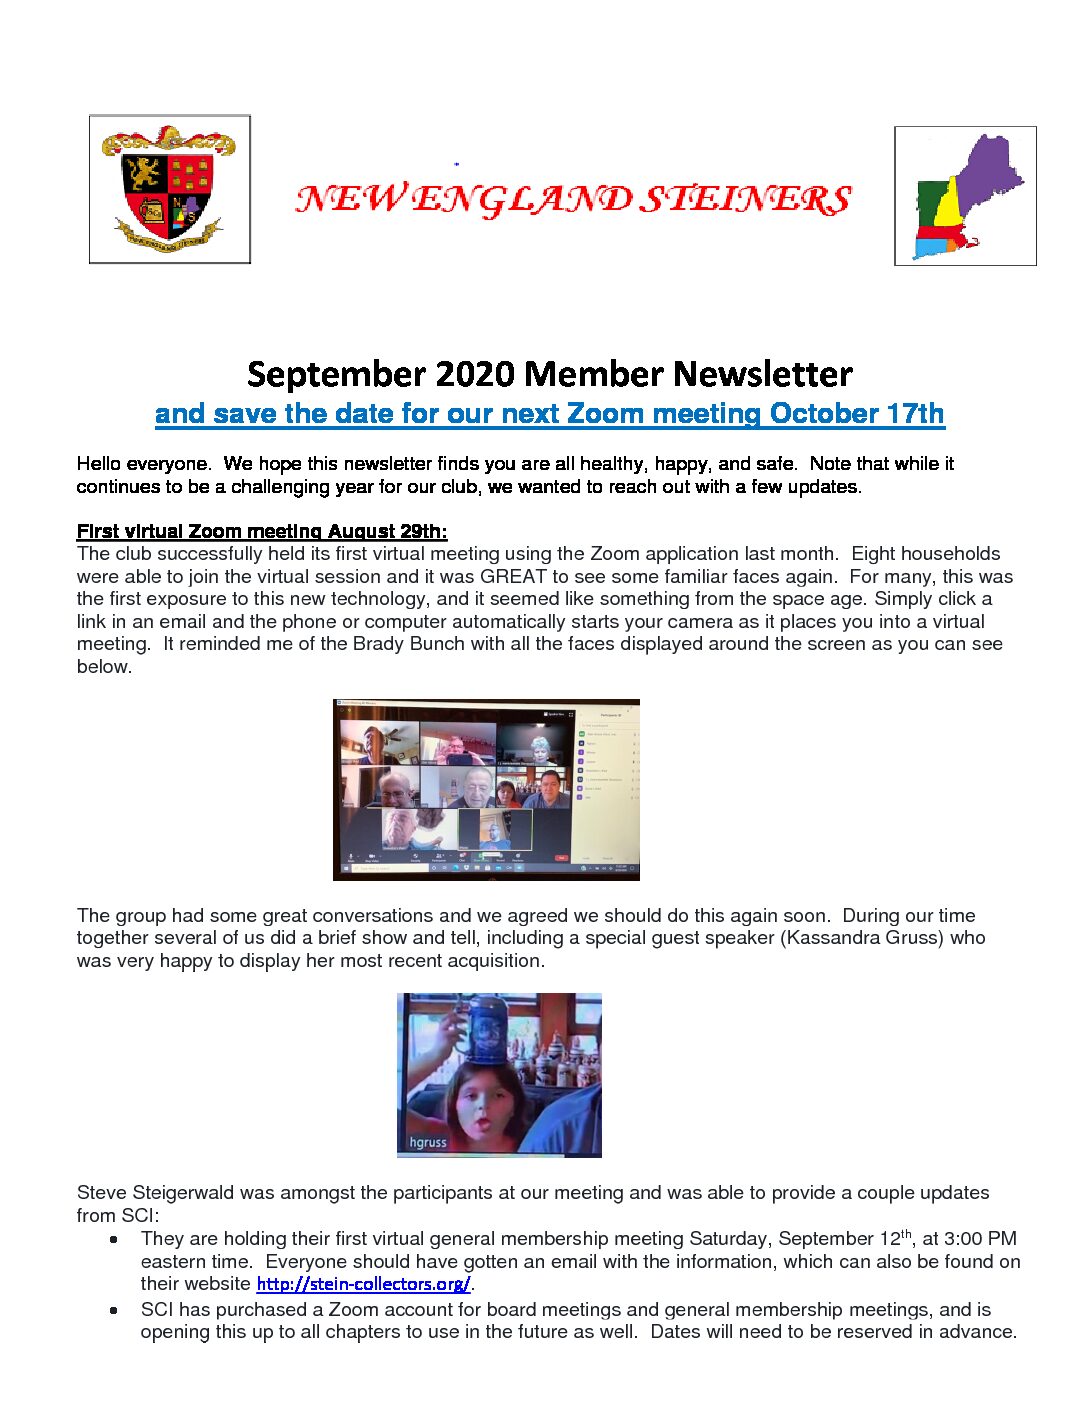 NEW ENGLAND STEINERS
September 2020 Member Newsletter
and save the date for our next Zoom meeting October 17th
Hello everyone.  We hope this newsletter finds you are all healthy, happy, and safe.  Note that while it
continues to be a challenging year for our club, we wanted to reach out with a few updates.
First virtual Zoom meeting August 29th:
The club successfully held its first virtual meeting using the Zoom application last month.  Eight households
were able to join the virtual session and it was GREAT to see some familiar faces again.  For many, this was
the first exposure to this new technology, and it seemed like something from the space age. Simply click a
link in an email and the phone or computer automatically starts your camera as it places you into a virtual
meeting.  It reminded me of the Brady Bunch with all the faces displayed around the screen as you can see
below.
The group had some great conversations and we agreed we should do this again soon.  During our time
together several of us did a brief show and tell, including a special guest speaker (Kassandra Gruss) who
was very happy to display her most recent acquisition.
hgruss
Steve Steigerwald was amongst the participants at our meeting and was able to provide a couple updates
from SCI:
• They are holding their first virtual general membership meeting Saturday, September 12th, at 3:00 PM
eastern time.  Everyone should have gotten an email with the information, which can also be found on
their website http://stein-collectors.org/.
• SCI has purchased a Zoom account for board meetings and general membership meetings, and is
opening this up to all chapters to use in the future as well.  Dates will need to be reserved in advance.